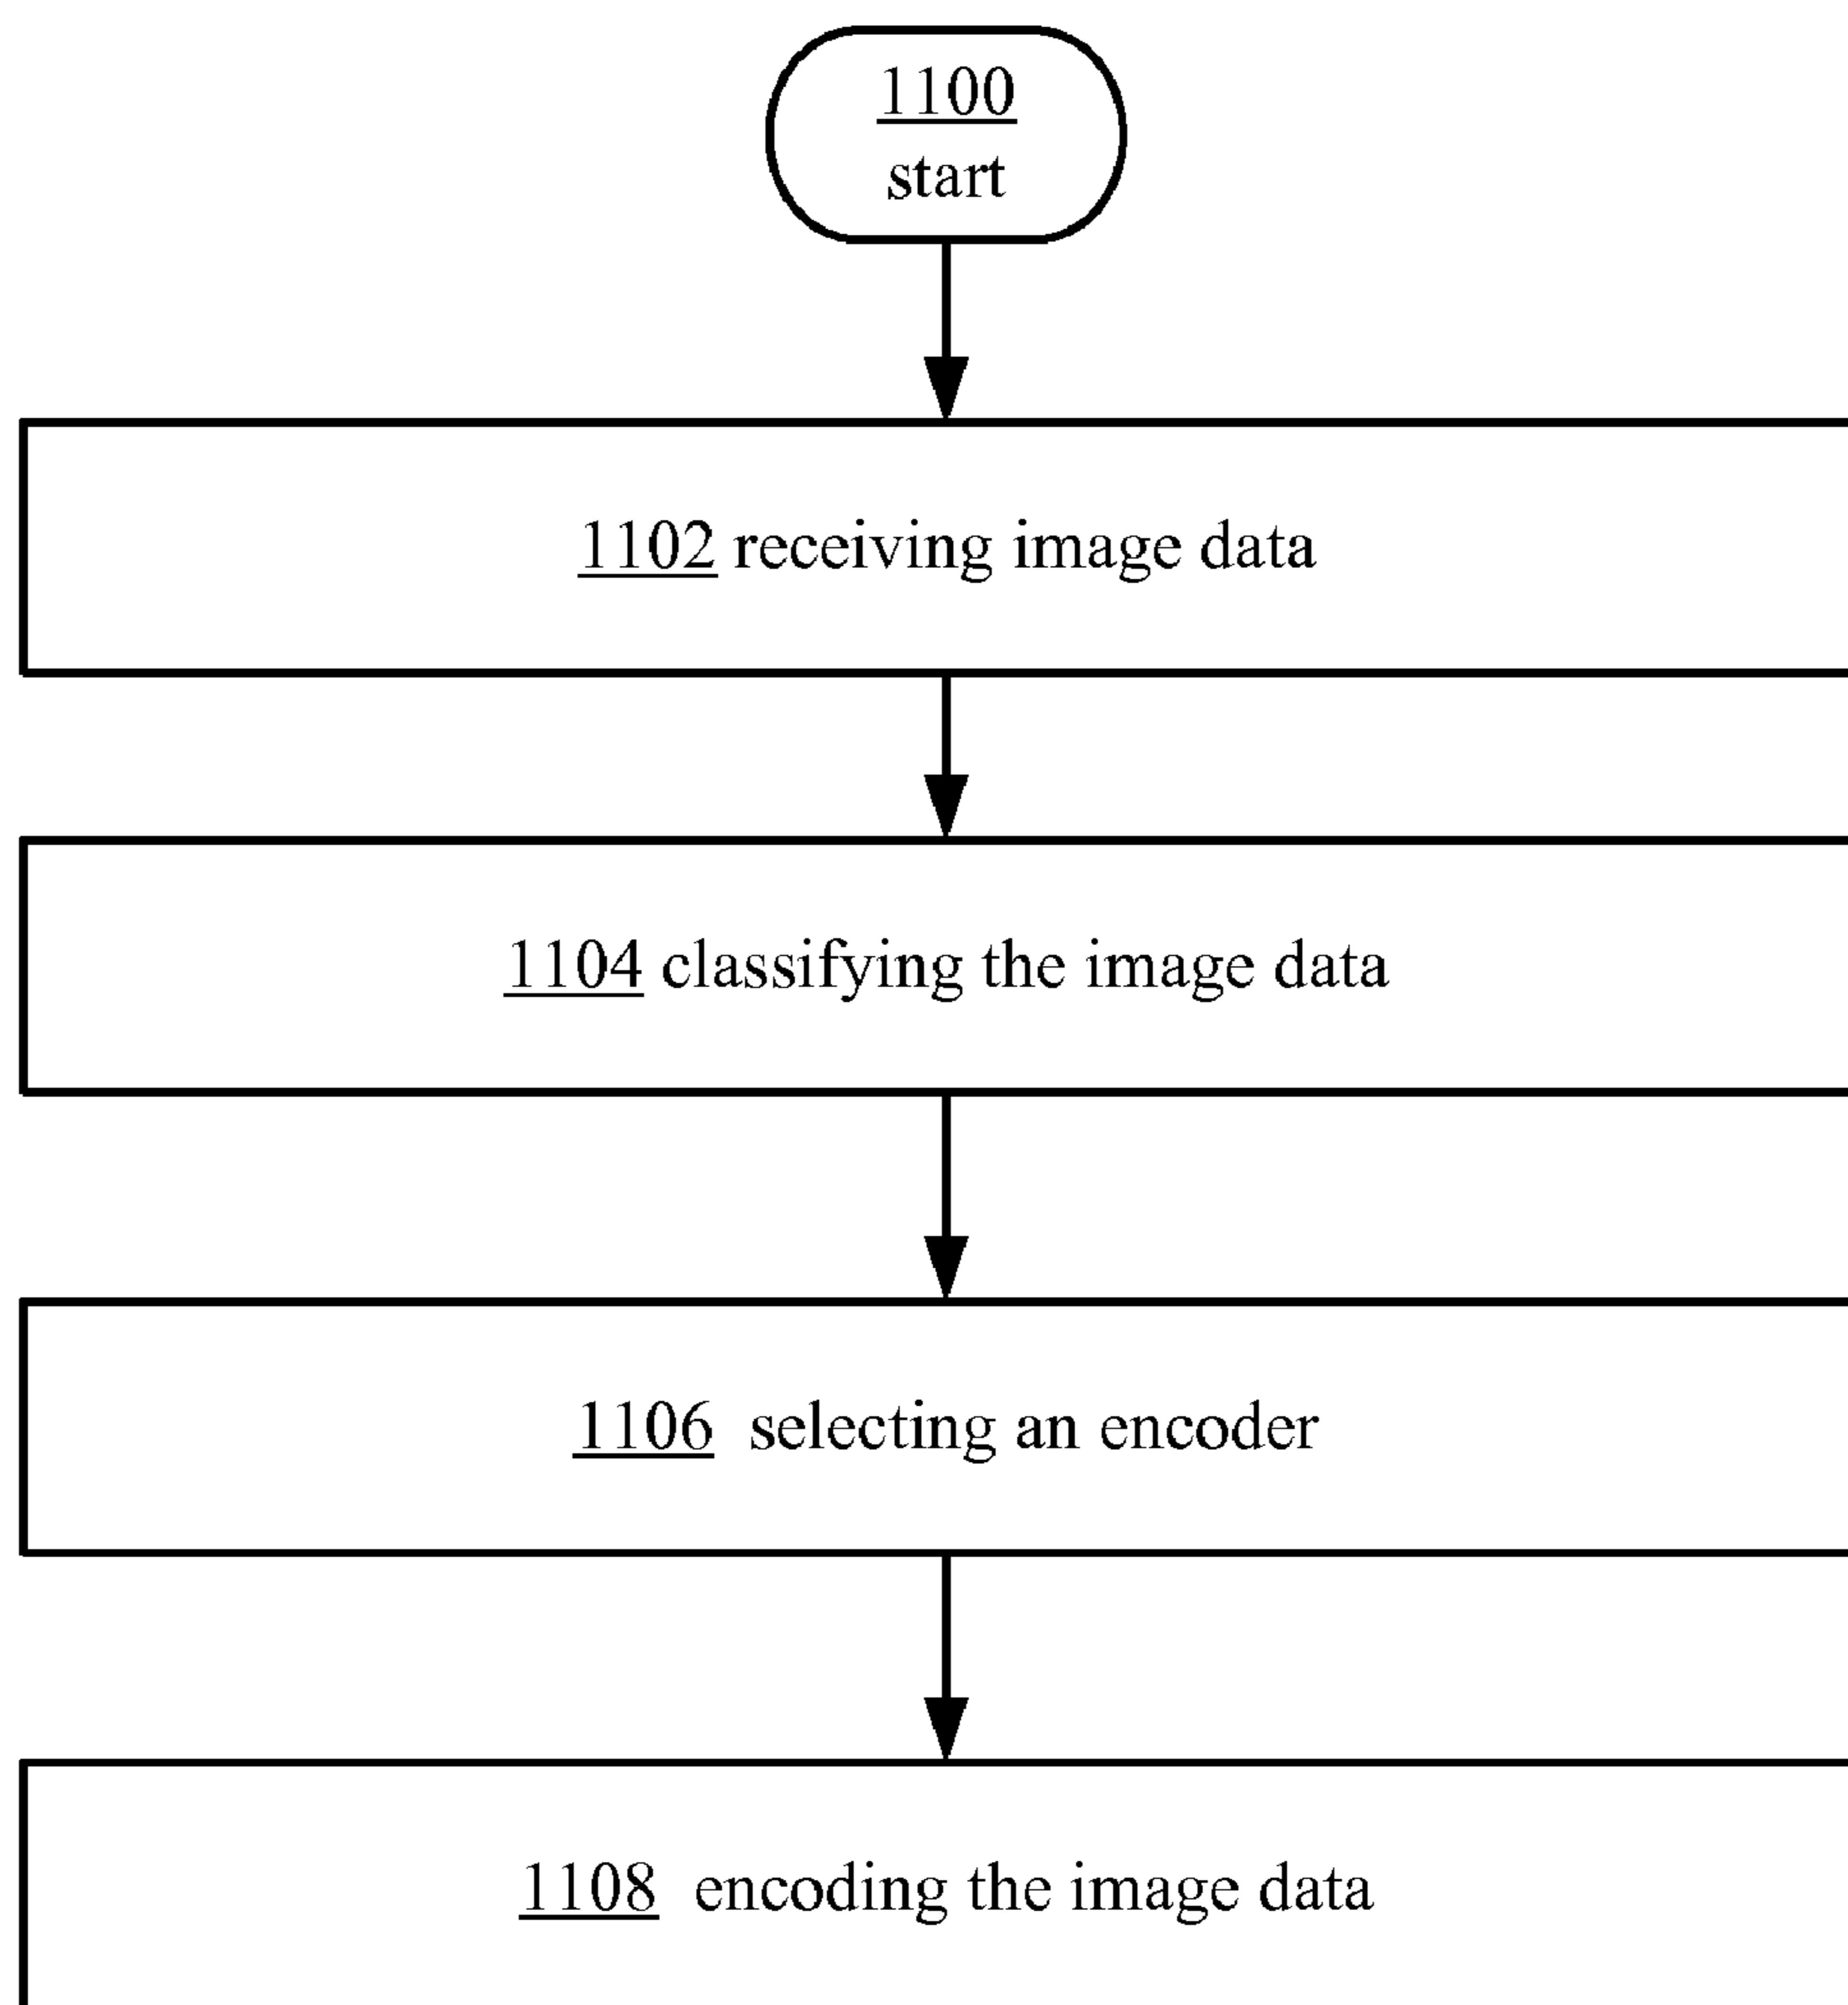 1100
start
1102 receiving image data
1104 classifying the image data
1106 selecting an encoder
1108 encoding the image data